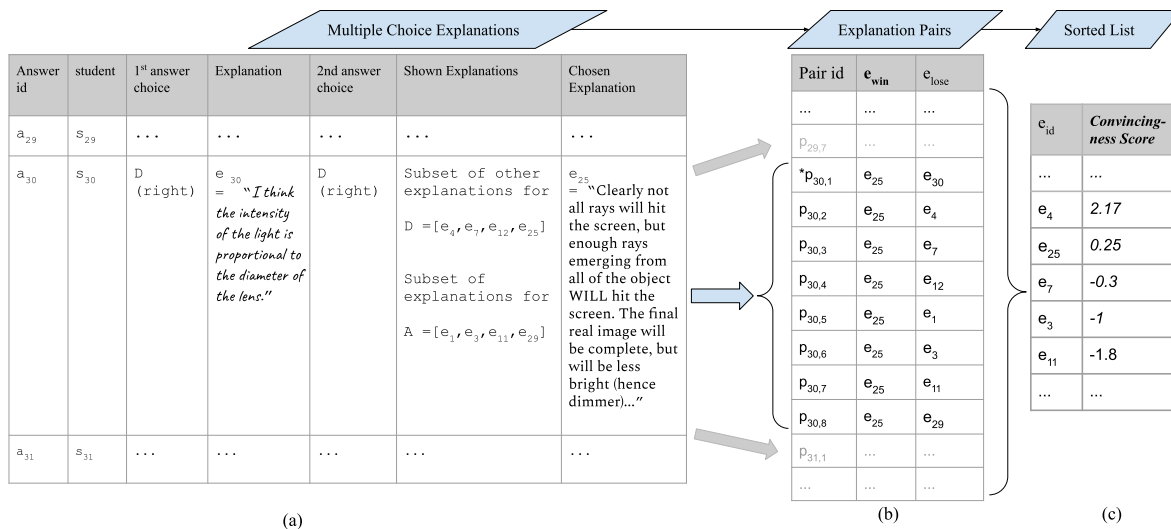 Multiple Choice Explanations
Explanation Pairs
Sorted List
Answer id
student
1st answer choice
Explanation
2nd answer choice
Shown Explanations
Chosen Explanation
a29
s29
...
...
...
...
...
a30
s30
D
(right)
e 30
= "I think
the intensity
of the light is
proportional to
the diameter of
the lens."
D
(right)
Subset of other
explanations for
D =[e4,e7,e12,e25]
Subset of
explanations for
A =[e1,e3,e11,e29]
e25
= "Clearly not
all rays will hit
the screen, but
enough rays
emerging from
all of the object
WILL hit the
screen. The final
real image will
be complete, but
will be less
bright (hence
dimmer)..."
a31
s31
...
...
...
...
...
(a)
Pair id ewin elose
... ... ...
p29,7 ... ...
*p30,1 e25 e30
p30,2 e25 e4
p30,3 e25 e7
p30,4 e25 e12
p30,5 e25 e1
p30,6 e25 e3
p30,7 e25 e11
p30,8 e25 e29
p31,1 ... ...
... ... ...
(b)
eid
Convincing-
ness Score
... ...
e4 2.17
e25 0.25
e7 -0.3
e3 -1
e11 -1.8
... ...
(c)